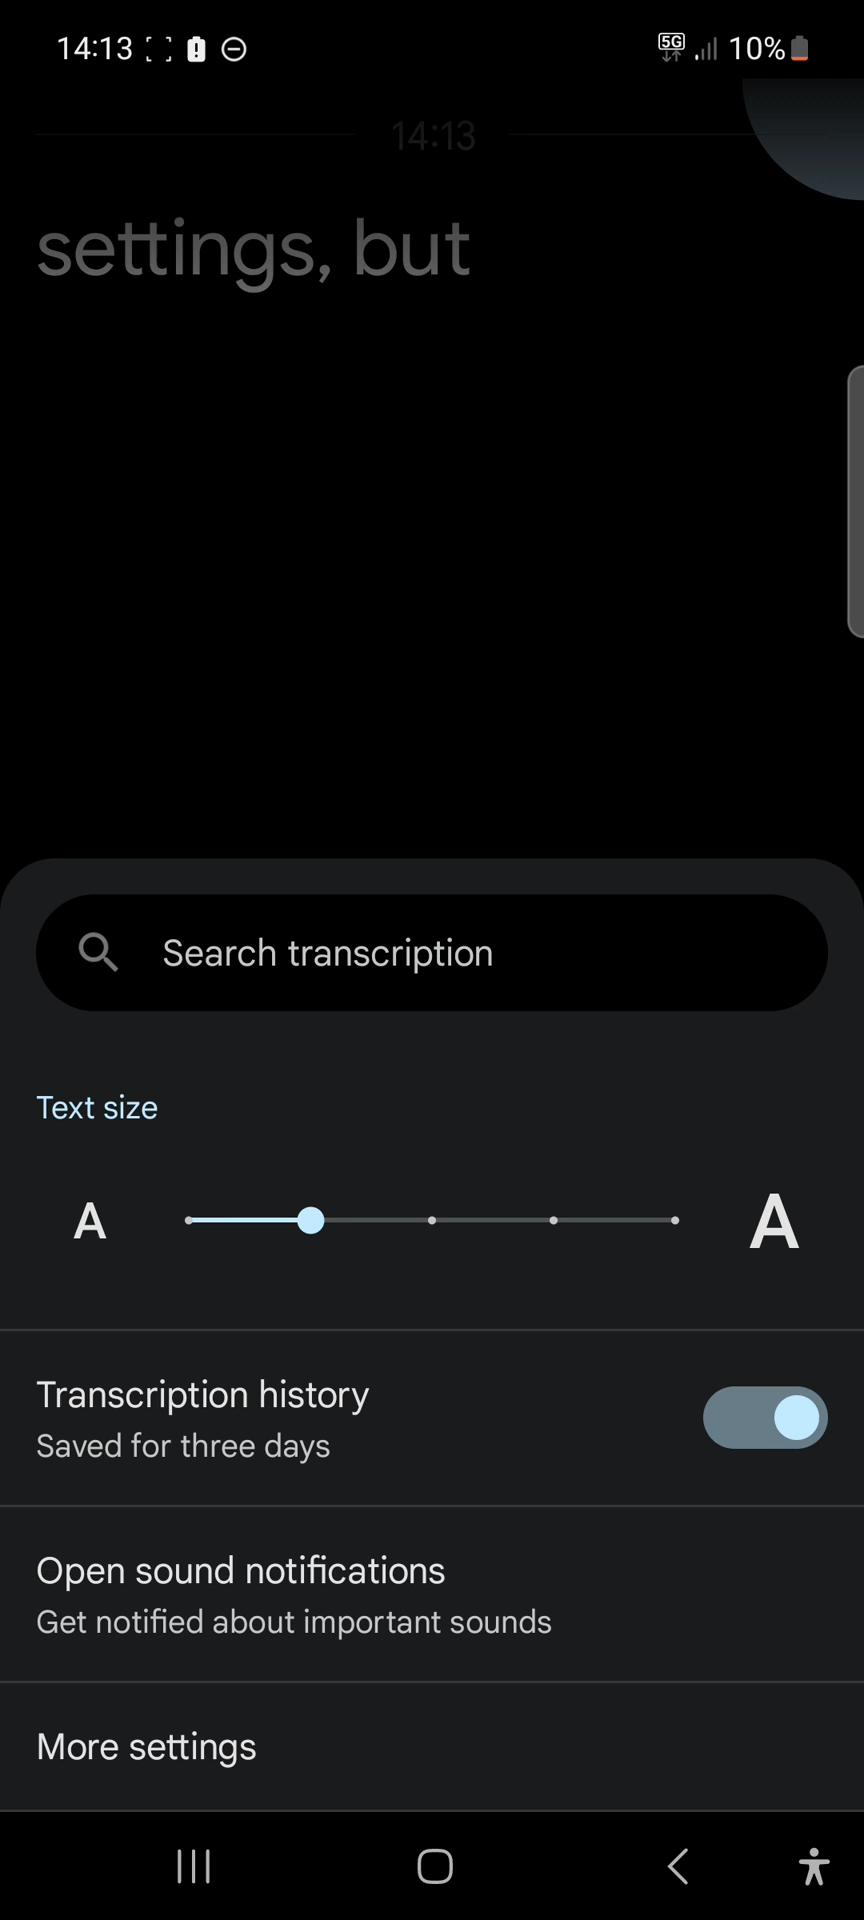 14:13
5G
10%
14:13
settings, but
Search transcription
Text size
A A
Transcription history
Saved for three days
Open sound notifications
Get notified about important sounds
More settings